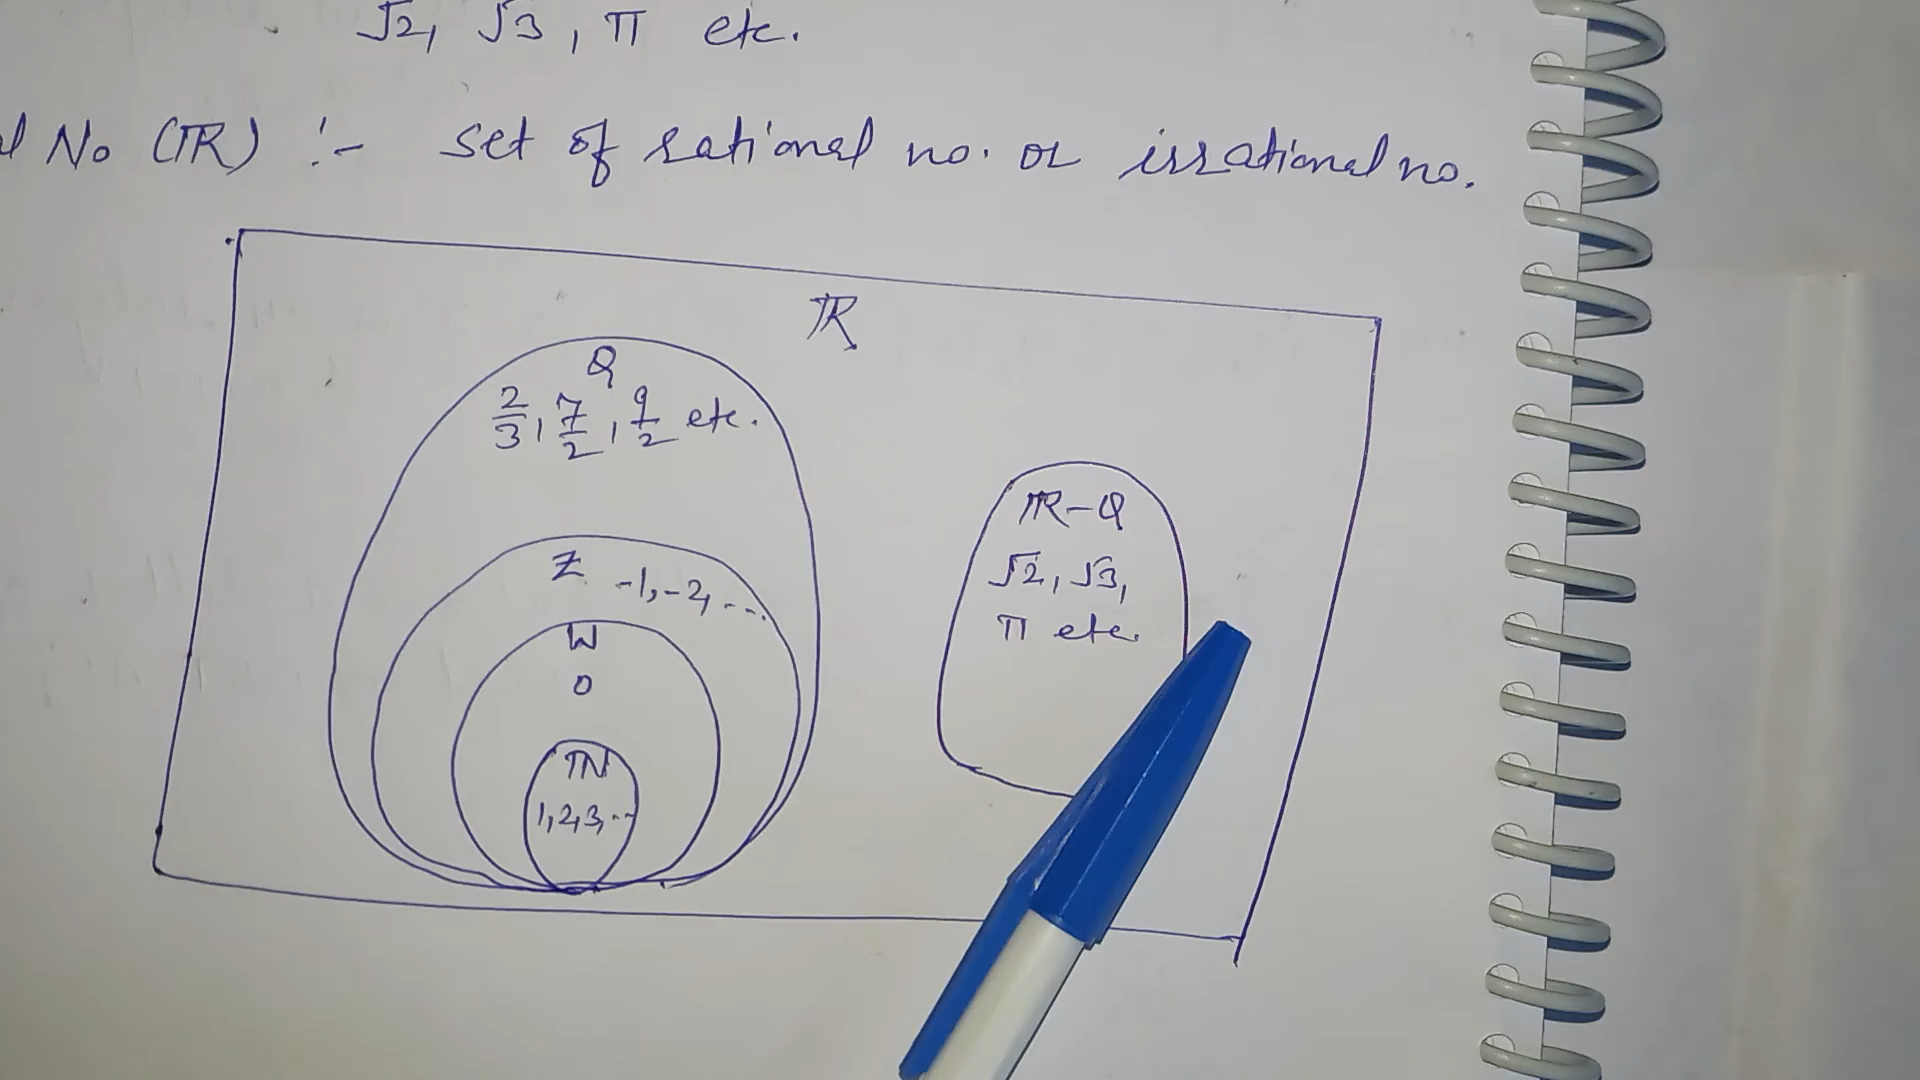 √2, √3, π etc.
No (ℝ) :- set of rational no. or irrational no.
ℝ
Q
2/3, 7/2, 9/2 etc.
Z -1, -2, ...
W
0
ℕ
1, 2, 3, ...
ℝ-Q
√2, √3,
π etc.